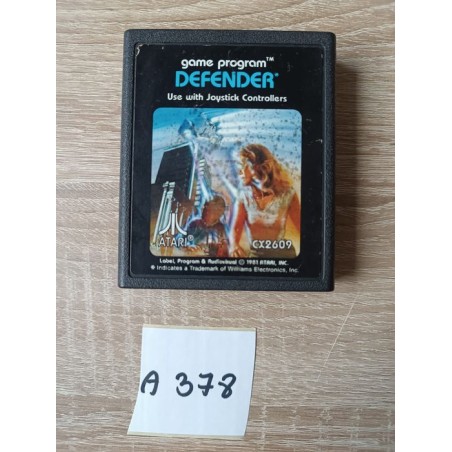 game program™
DEFENDER™
Use with Joystick Controllers
ATARI®
CX2609
Label, Program & Audiovisual © 1981 ATARI, INC.
® Indicates a Trademark of Williams Electronics, Inc.
A 378